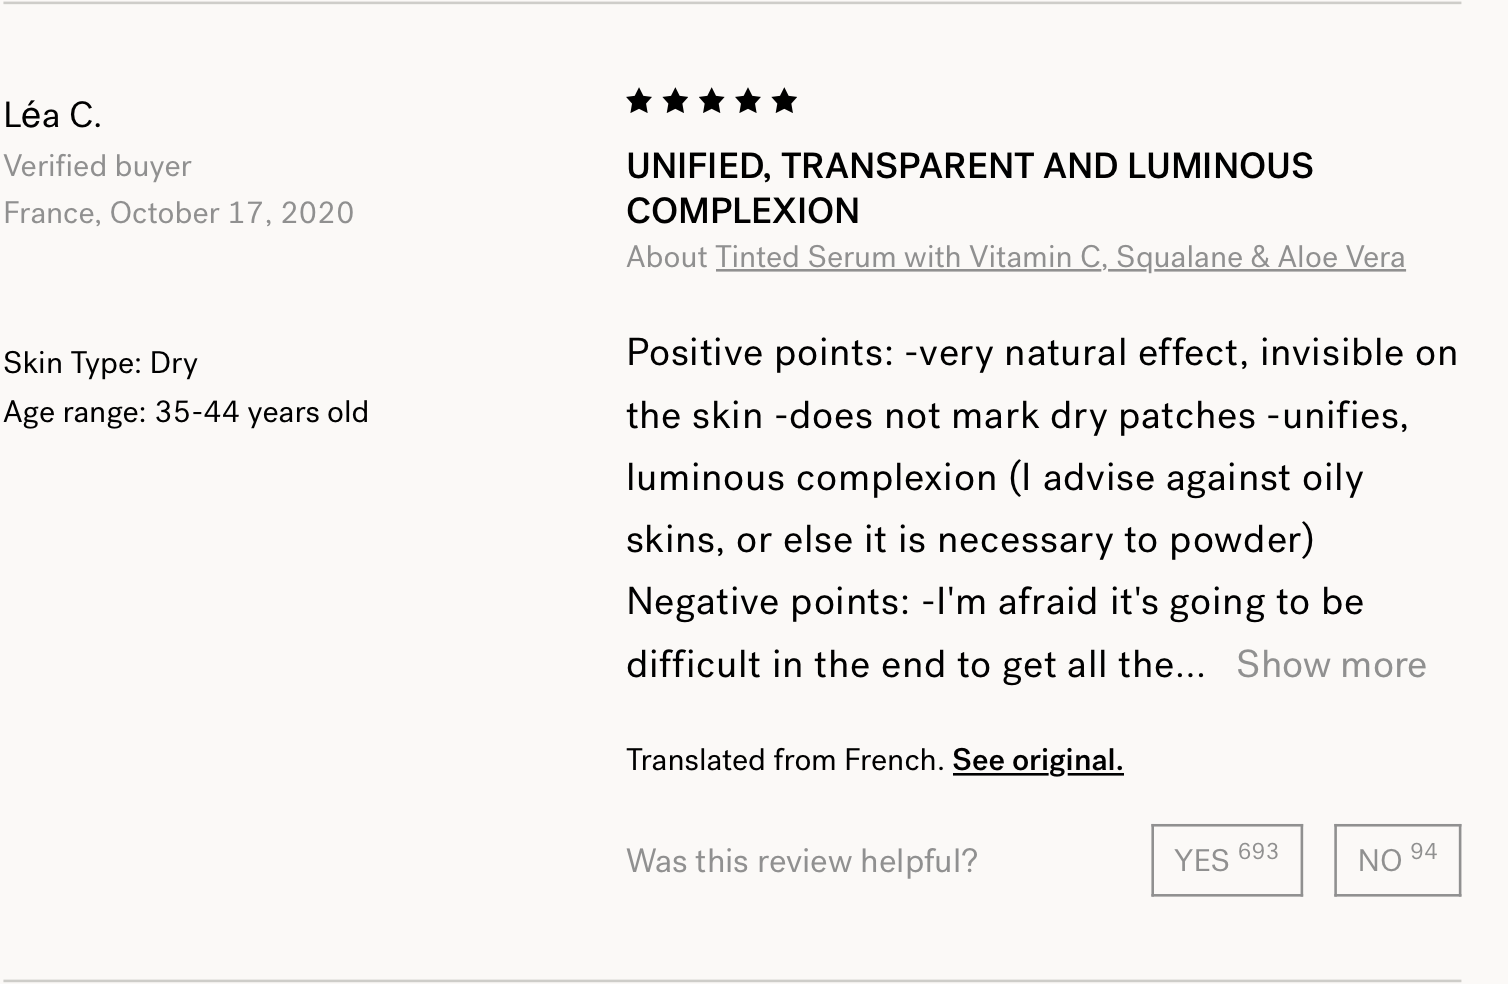 Léa C.
Verified buyer
France, October 17, 2020
Skin Type: Dry
Age range: 35-44 years old
UNIFIED, TRANSPARENT AND LUMINOUS
COMPLEXION
About Tinted Serum with Vitamin C, Squalane & Aloe Vera
Positive points: -very natural effect, invisible on
the skin -does not mark dry patches -unifies,
luminous complexion (I advise against oily
skins, or else it is necessary to powder)
Negative points: -I'm afraid it's going to be
difficult in the end to get all the... Show more
Translated from French. See original.
Was this review helpful? YES 693 NO 94